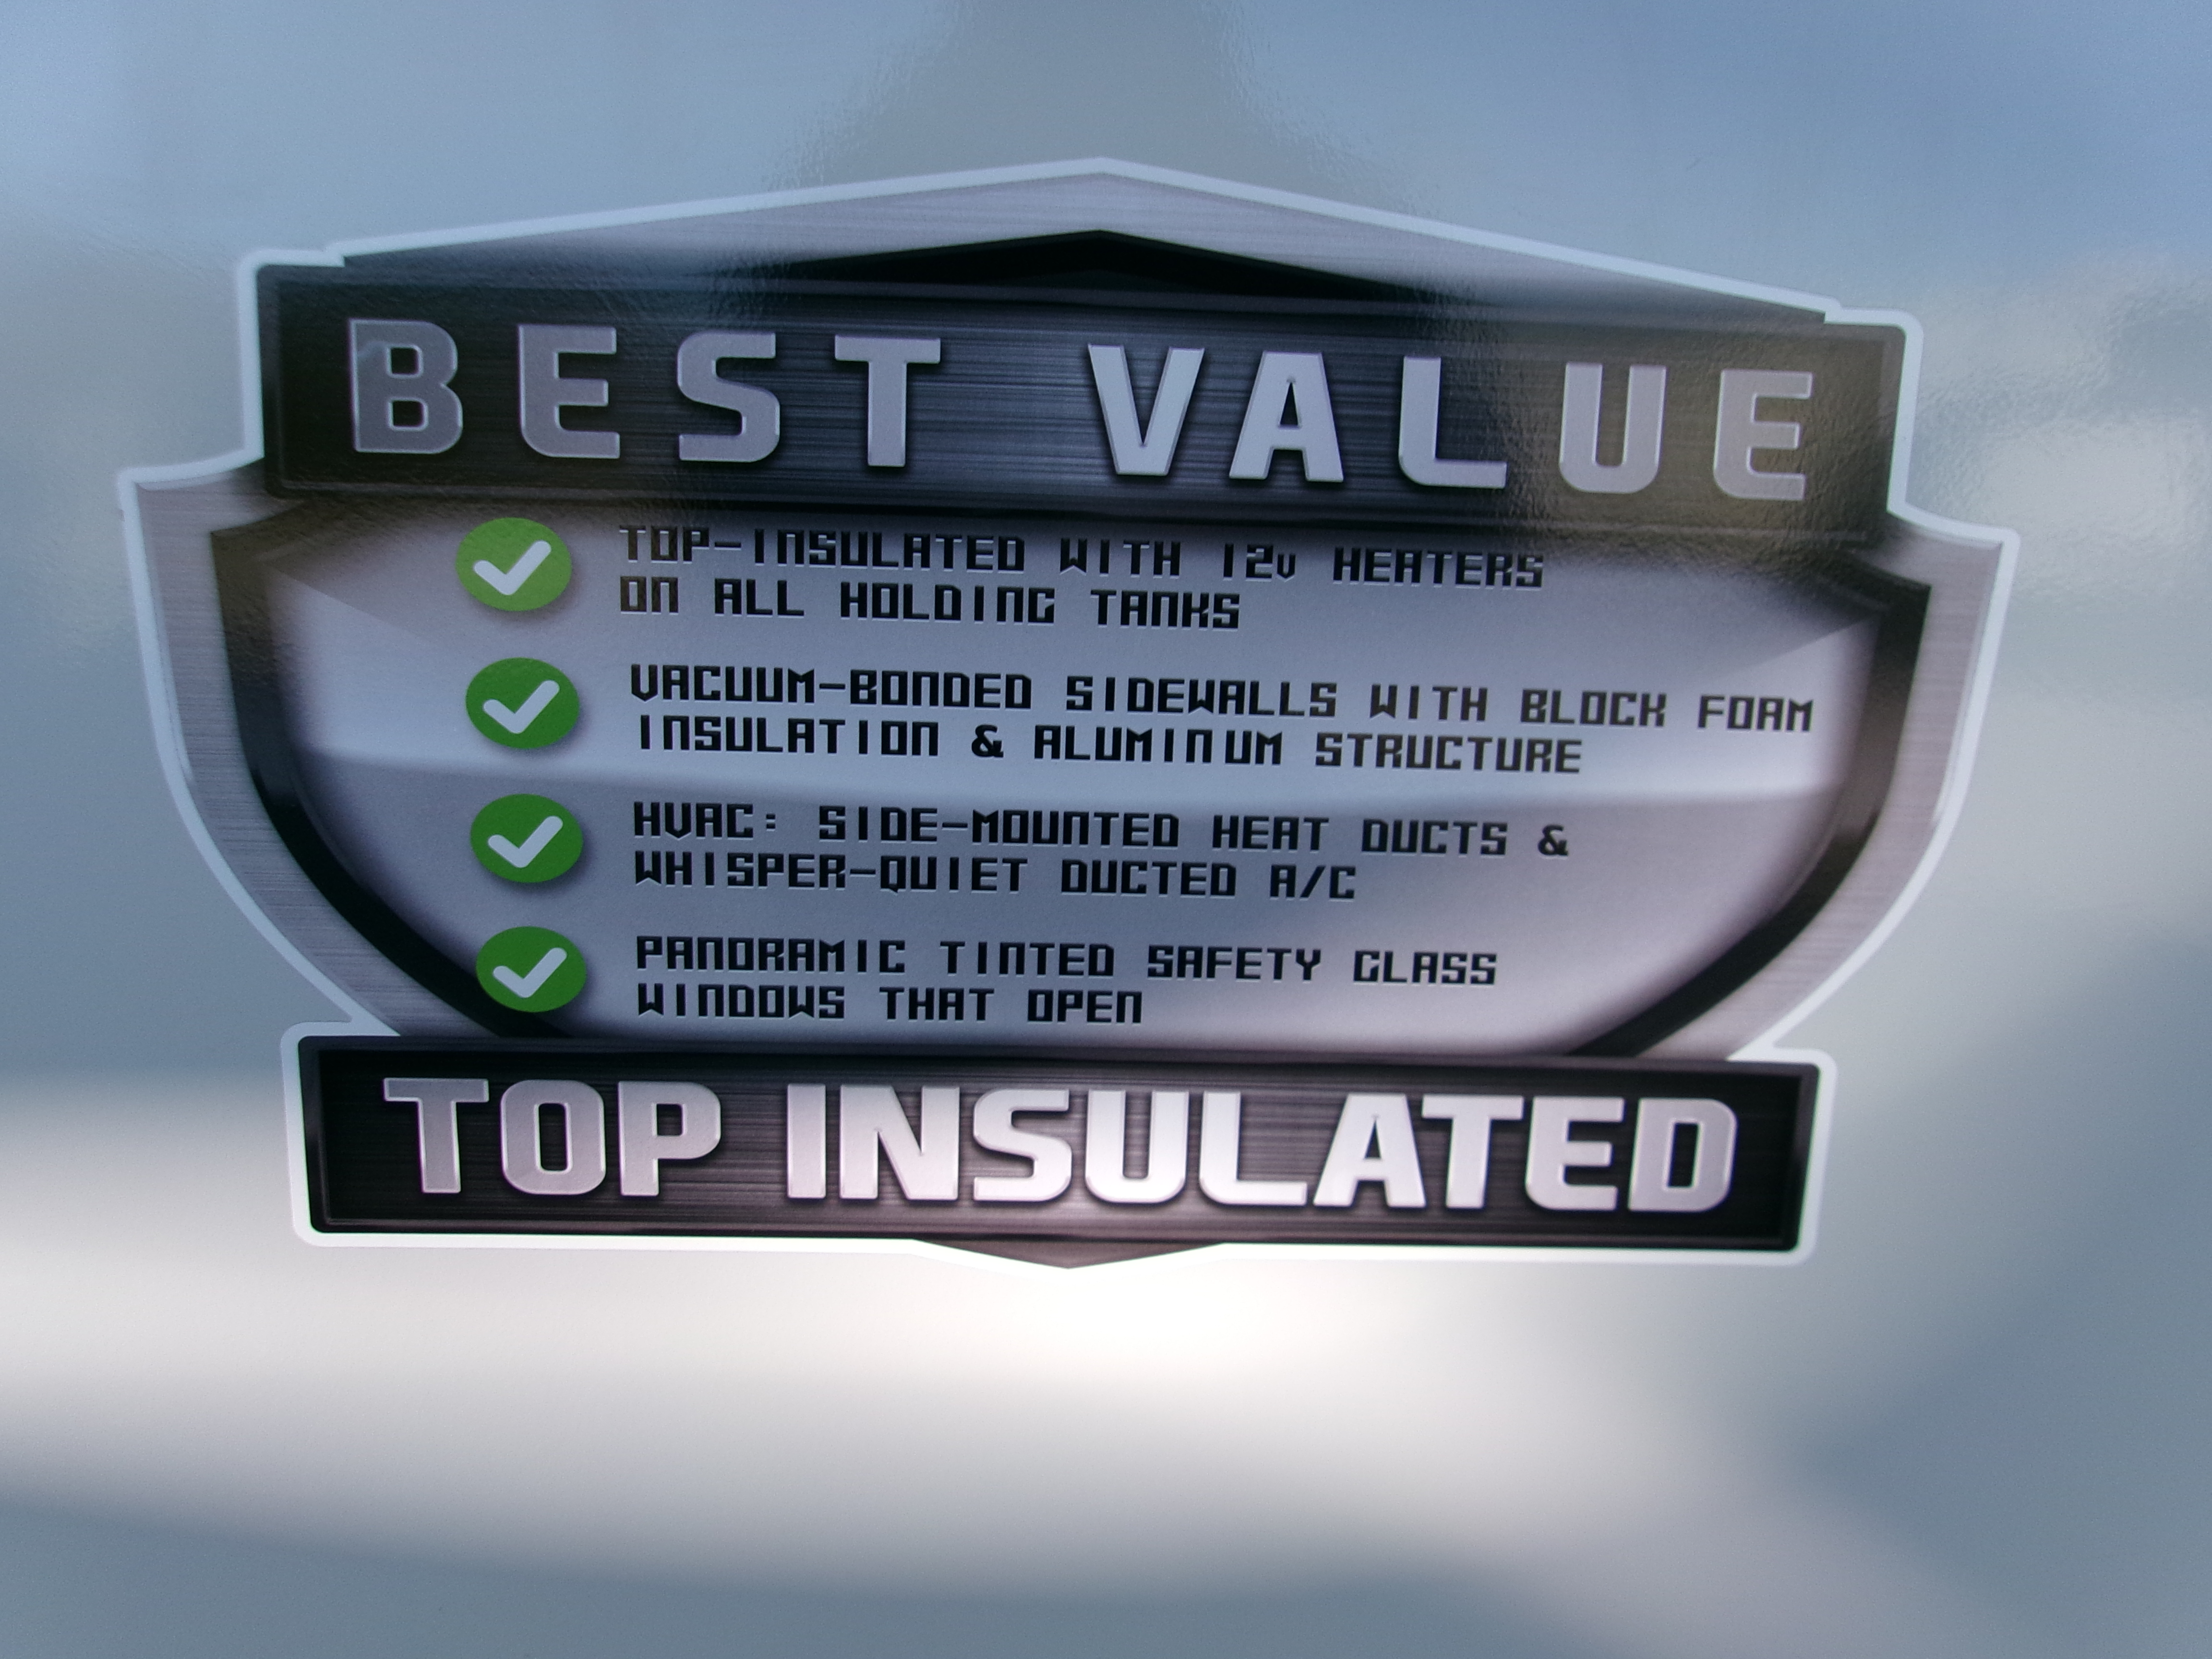 BEST VALUE
TOP-INSULATED WITH 12v HEATERS
ON ALL HOLDING TANKS
VACUUM-BONDED SIDEWALLS WITH BLOCK FOAM
INSULATION & ALUMINUM STRUCTURE
HVAC: SIDE-MOUNTED HEAT DUCTS &
WHISPER-QUIET DUCTED A/C
PANORAMIC TINTED SAFETY GLASS
WINDOWS THAT OPEN
TOP INSULATED